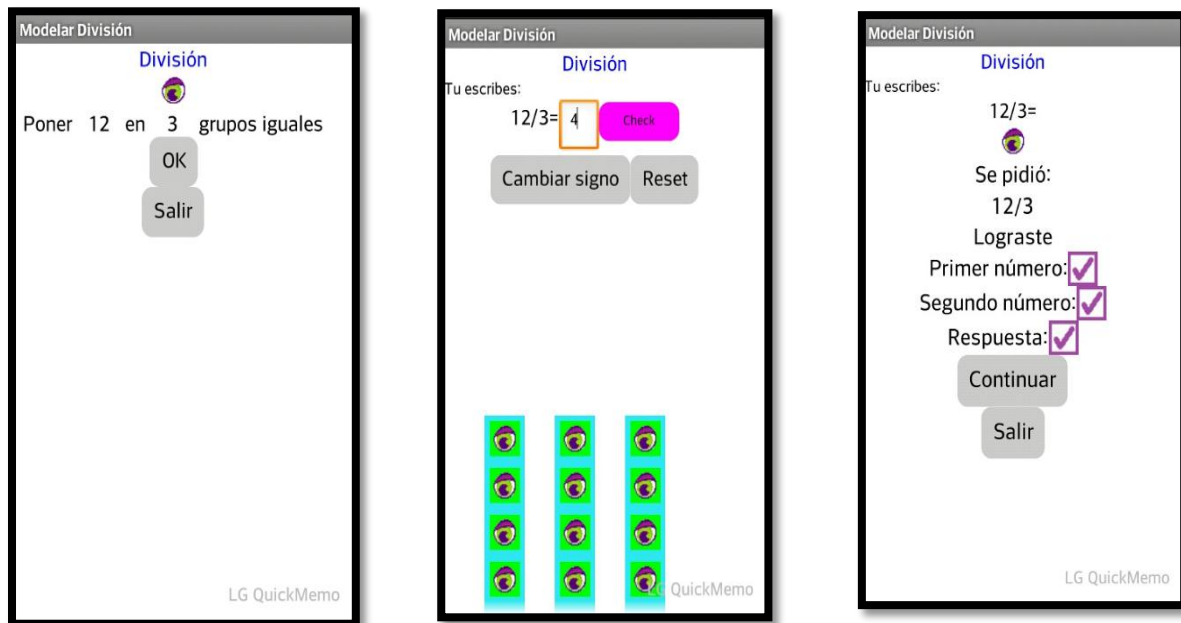 Modelar División
División
Poner 12 en 3 grupos iguales
OK
Salir
LG QuickMemo
Modelar División
División
Tu escribes:
12/3= 4 Check
Cambiar signo Reset
LG QuickMemo
Modelar División
División
Tu escribes:
12/3=
Se pidió:
12/3
Lograste
Primer número:
Segundo número:
Respuesta:
Continuar
Salir
LG QuickMemo